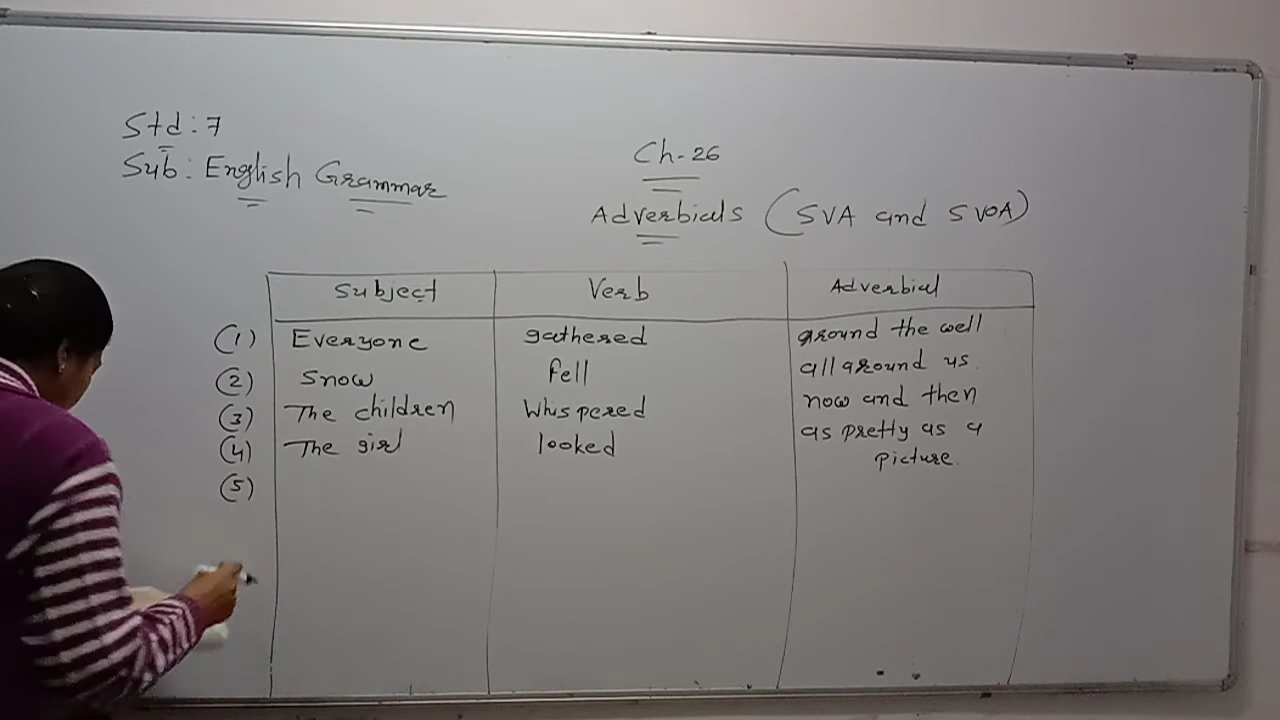 Std: 7
Sub: English Grammar
Ch-26
Adverbials (SVA and SVOA)
Subject Verb Adverbial
(1) Everyone gathered around the well
(2) Snow fell all around us.
(3) The children Whispered now and then
(4) The girl looked as pretty as a
picture.
(5)